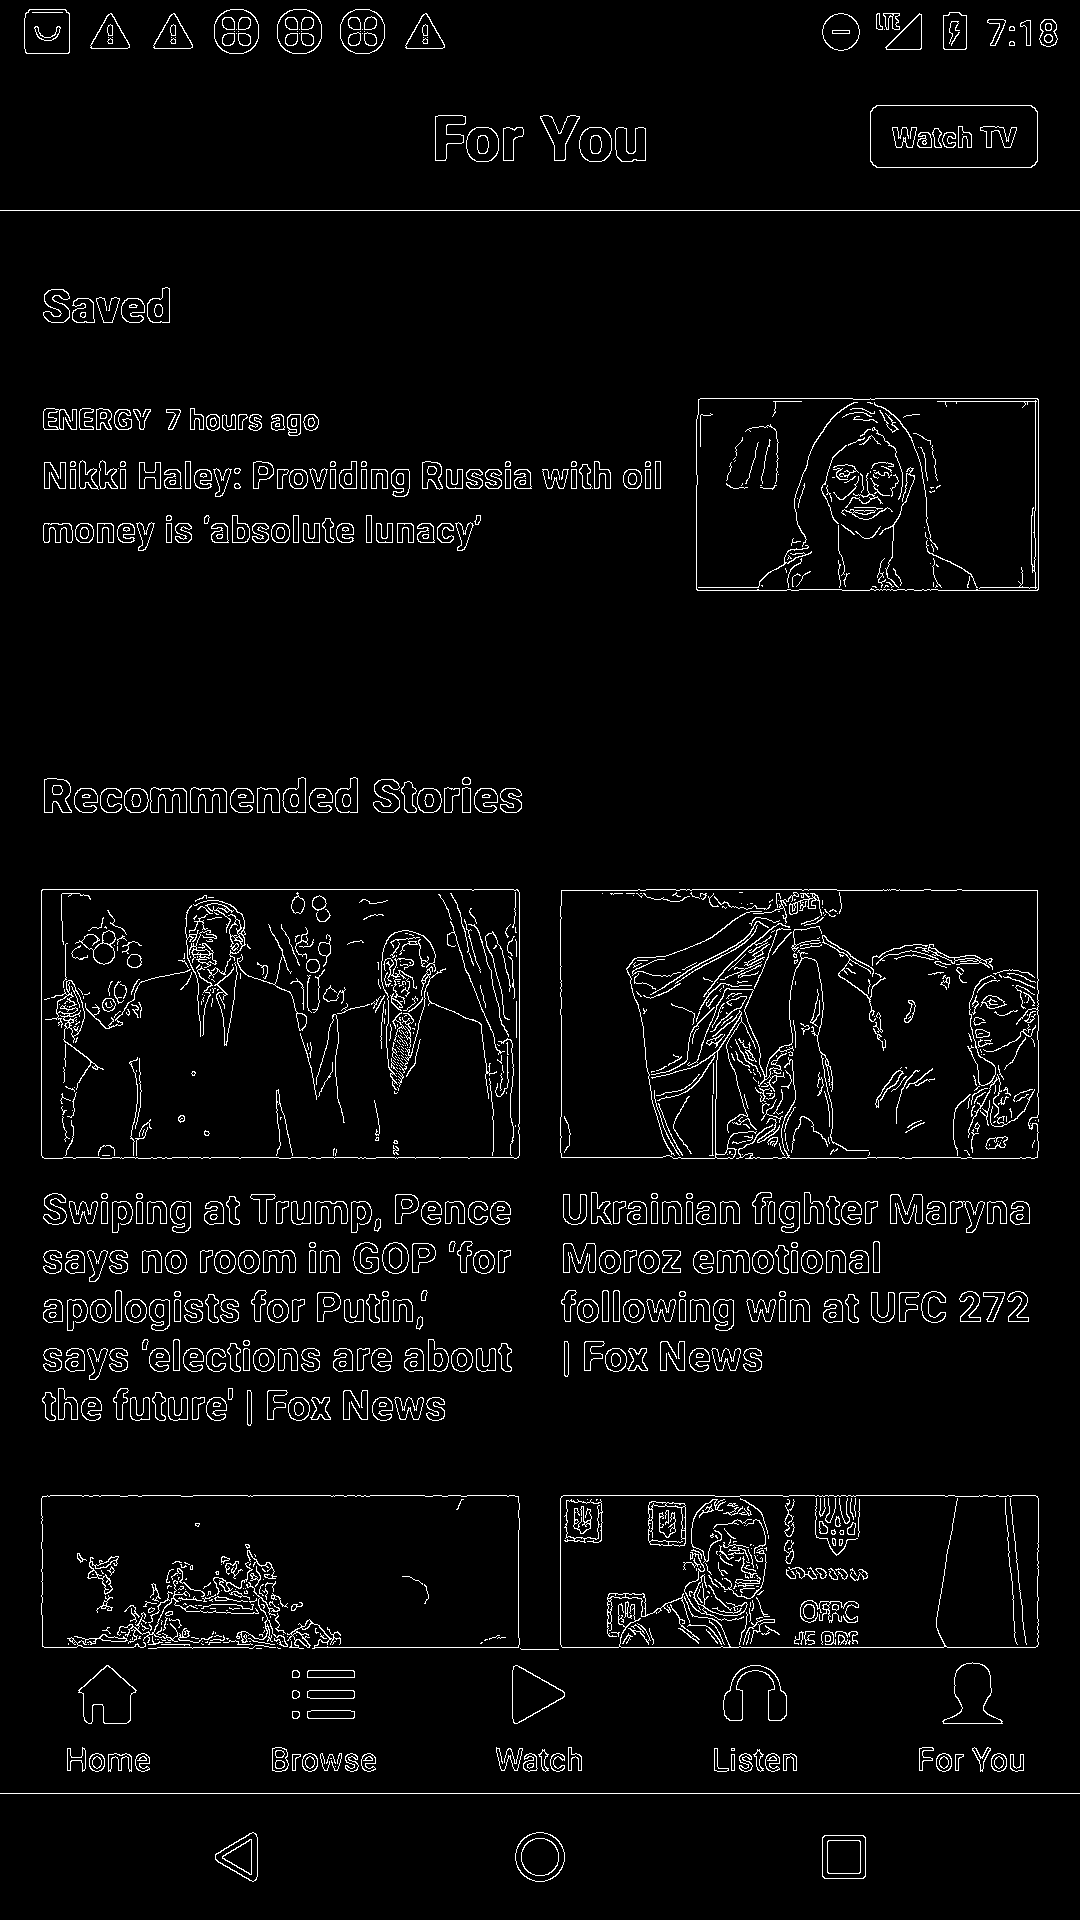 LTE 7:18
For You
Watch TV
Saved
ENERGY 7 hours ago
Nikki Haley: Providing Russia with oil
money is ‘absolute lunacy’
Recommended Stories
UFC
Swiping at Trump, Pence
says no room in GOP ‘for
apologists for Putin,‘
says ‘elections are about
the future' | Fox News
Ukrainian fighter Maryna
Moroz emotional
following win at UFC 272
| Fox News
Home
Browse
Watch
Listen
For You